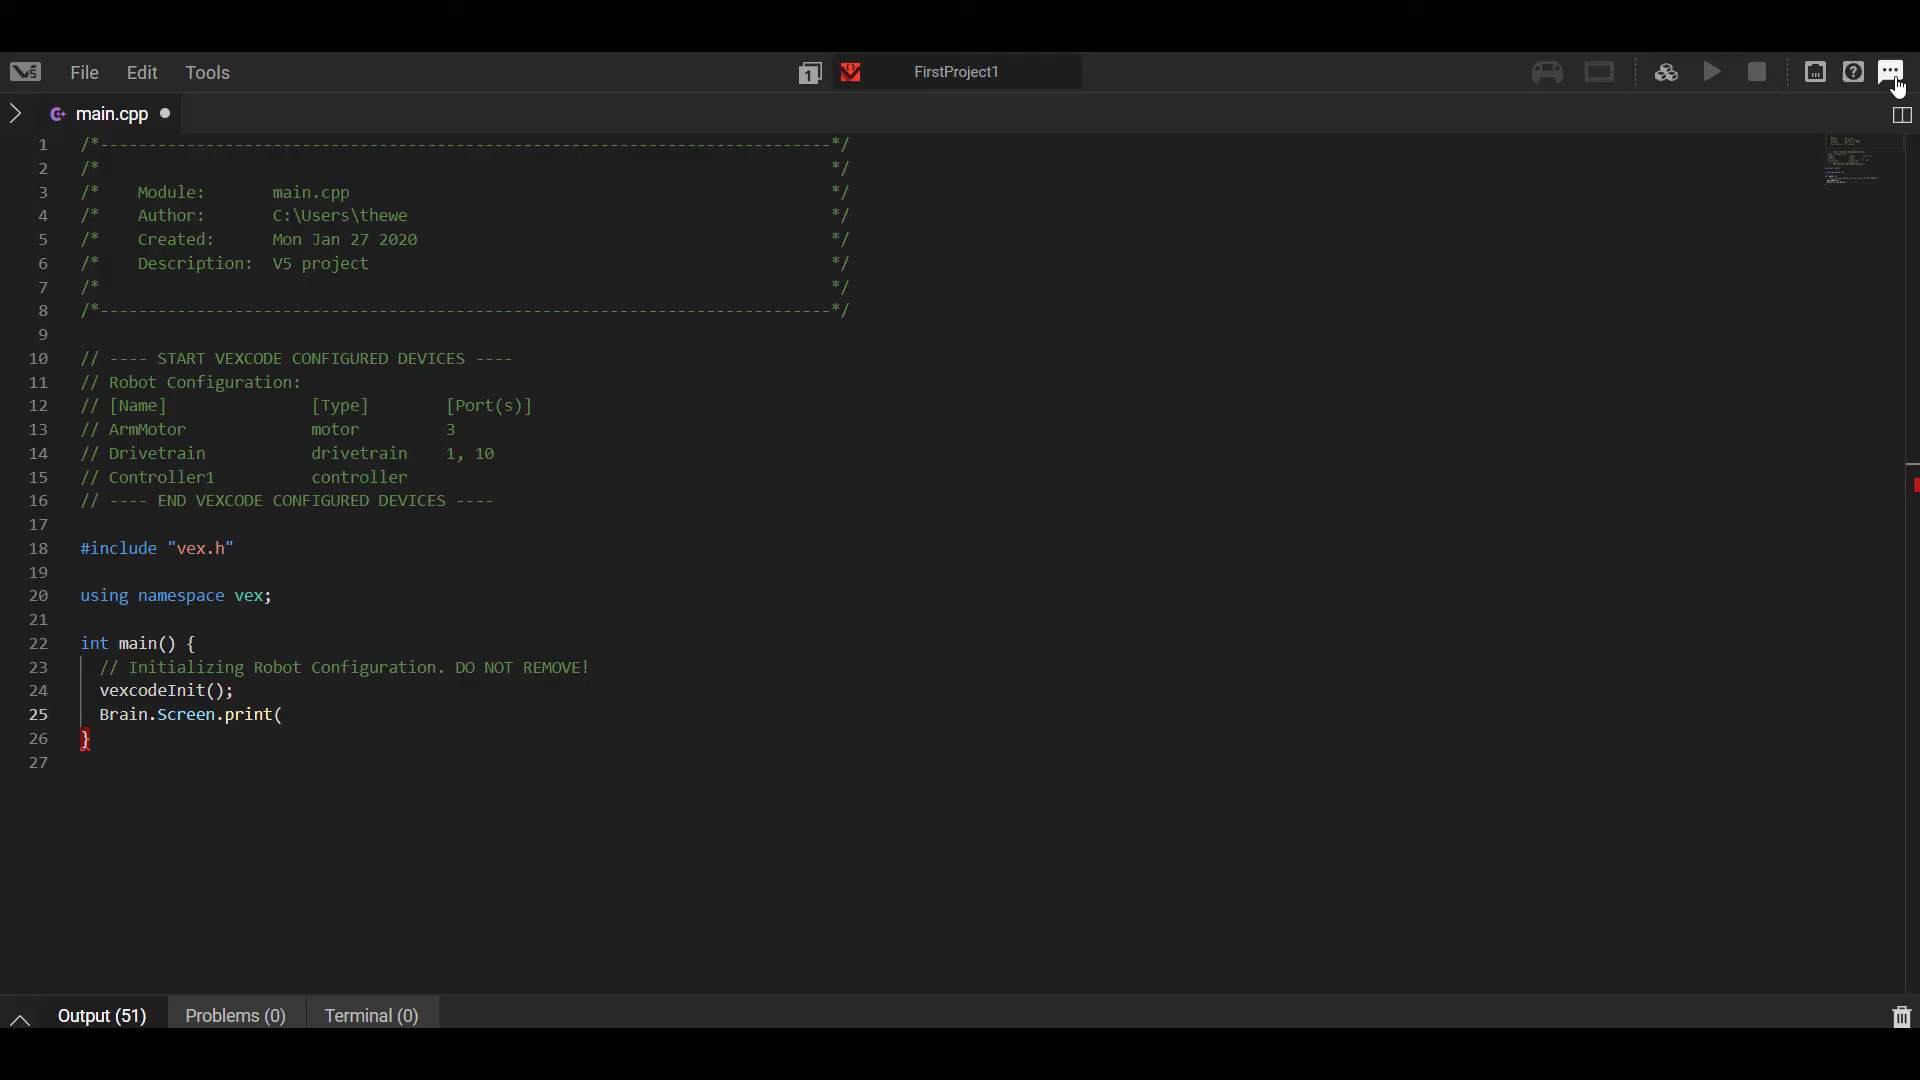 V5 File Edit Tools 1 FirstProject1
main.cpp
1 /*----------------------------------------------------------------------------*/
2 /*                                                                            */
3 /*    Module:       main.cpp                                                  */
4 /*    Author:       C:\Users\thewe                                            */
5 /*    Created:      Mon Jan 27 2020                                           */
6 /*    Description:  V5 project                                                */
7 /*                                                                            */
8 /*----------------------------------------------------------------------------*/
9
10 // ---- START VEXCODE CONFIGURED DEVICES ----
11 // Robot Configuration:
12 // [Name]               [Type]        [Port(s)]
13 // ArmMotor             motor         3
14 // Drivetrain           drivetrain    1, 10
15 // Controller1          controller
16 // ---- END VEXCODE CONFIGURED DEVICES ----
17
18 #include "vex.h"
19
20 using namespace vex;
21
22 int main() {
23   // Initializing Robot Configuration. DO NOT REMOVE!
24   vexcodeInit();
25   Brain.Screen.print(
26 }
27
Output (51) Problems (0) Terminal (0)